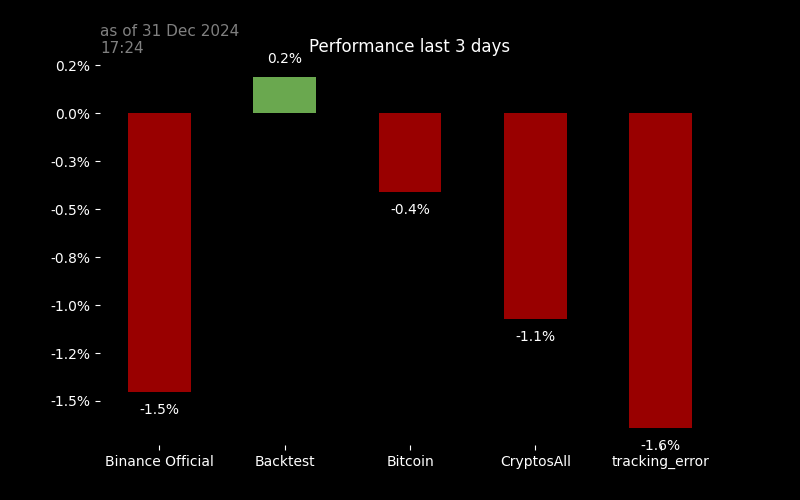 as of 31 Dec 2024
17:24
Performance last 3 days
0.2%
0.2%
0.0%
-0.3%
-0.5%
-0.4%
-0.8%
-1.0%
-1.1%
-1.2%
-1.5%
-1.5%
-1.6%
Binance Official
Backtest
Bitcoin
CryptosAll
tracking_error